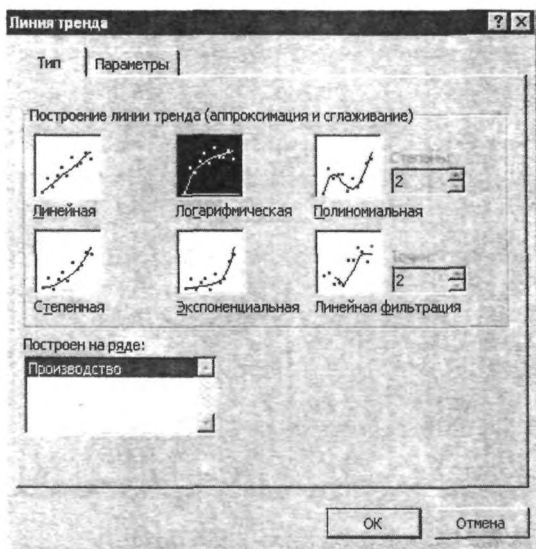 Линия тренда
Тип Параметры
Построение линии тренда (аппроксимация и сглаживание)
Линейная Логарифмическая Полиномиальная
2
Степенная Экспоненциальная Линейная фильтрация
2
Построен на ряде:
Производство
OK Отмена